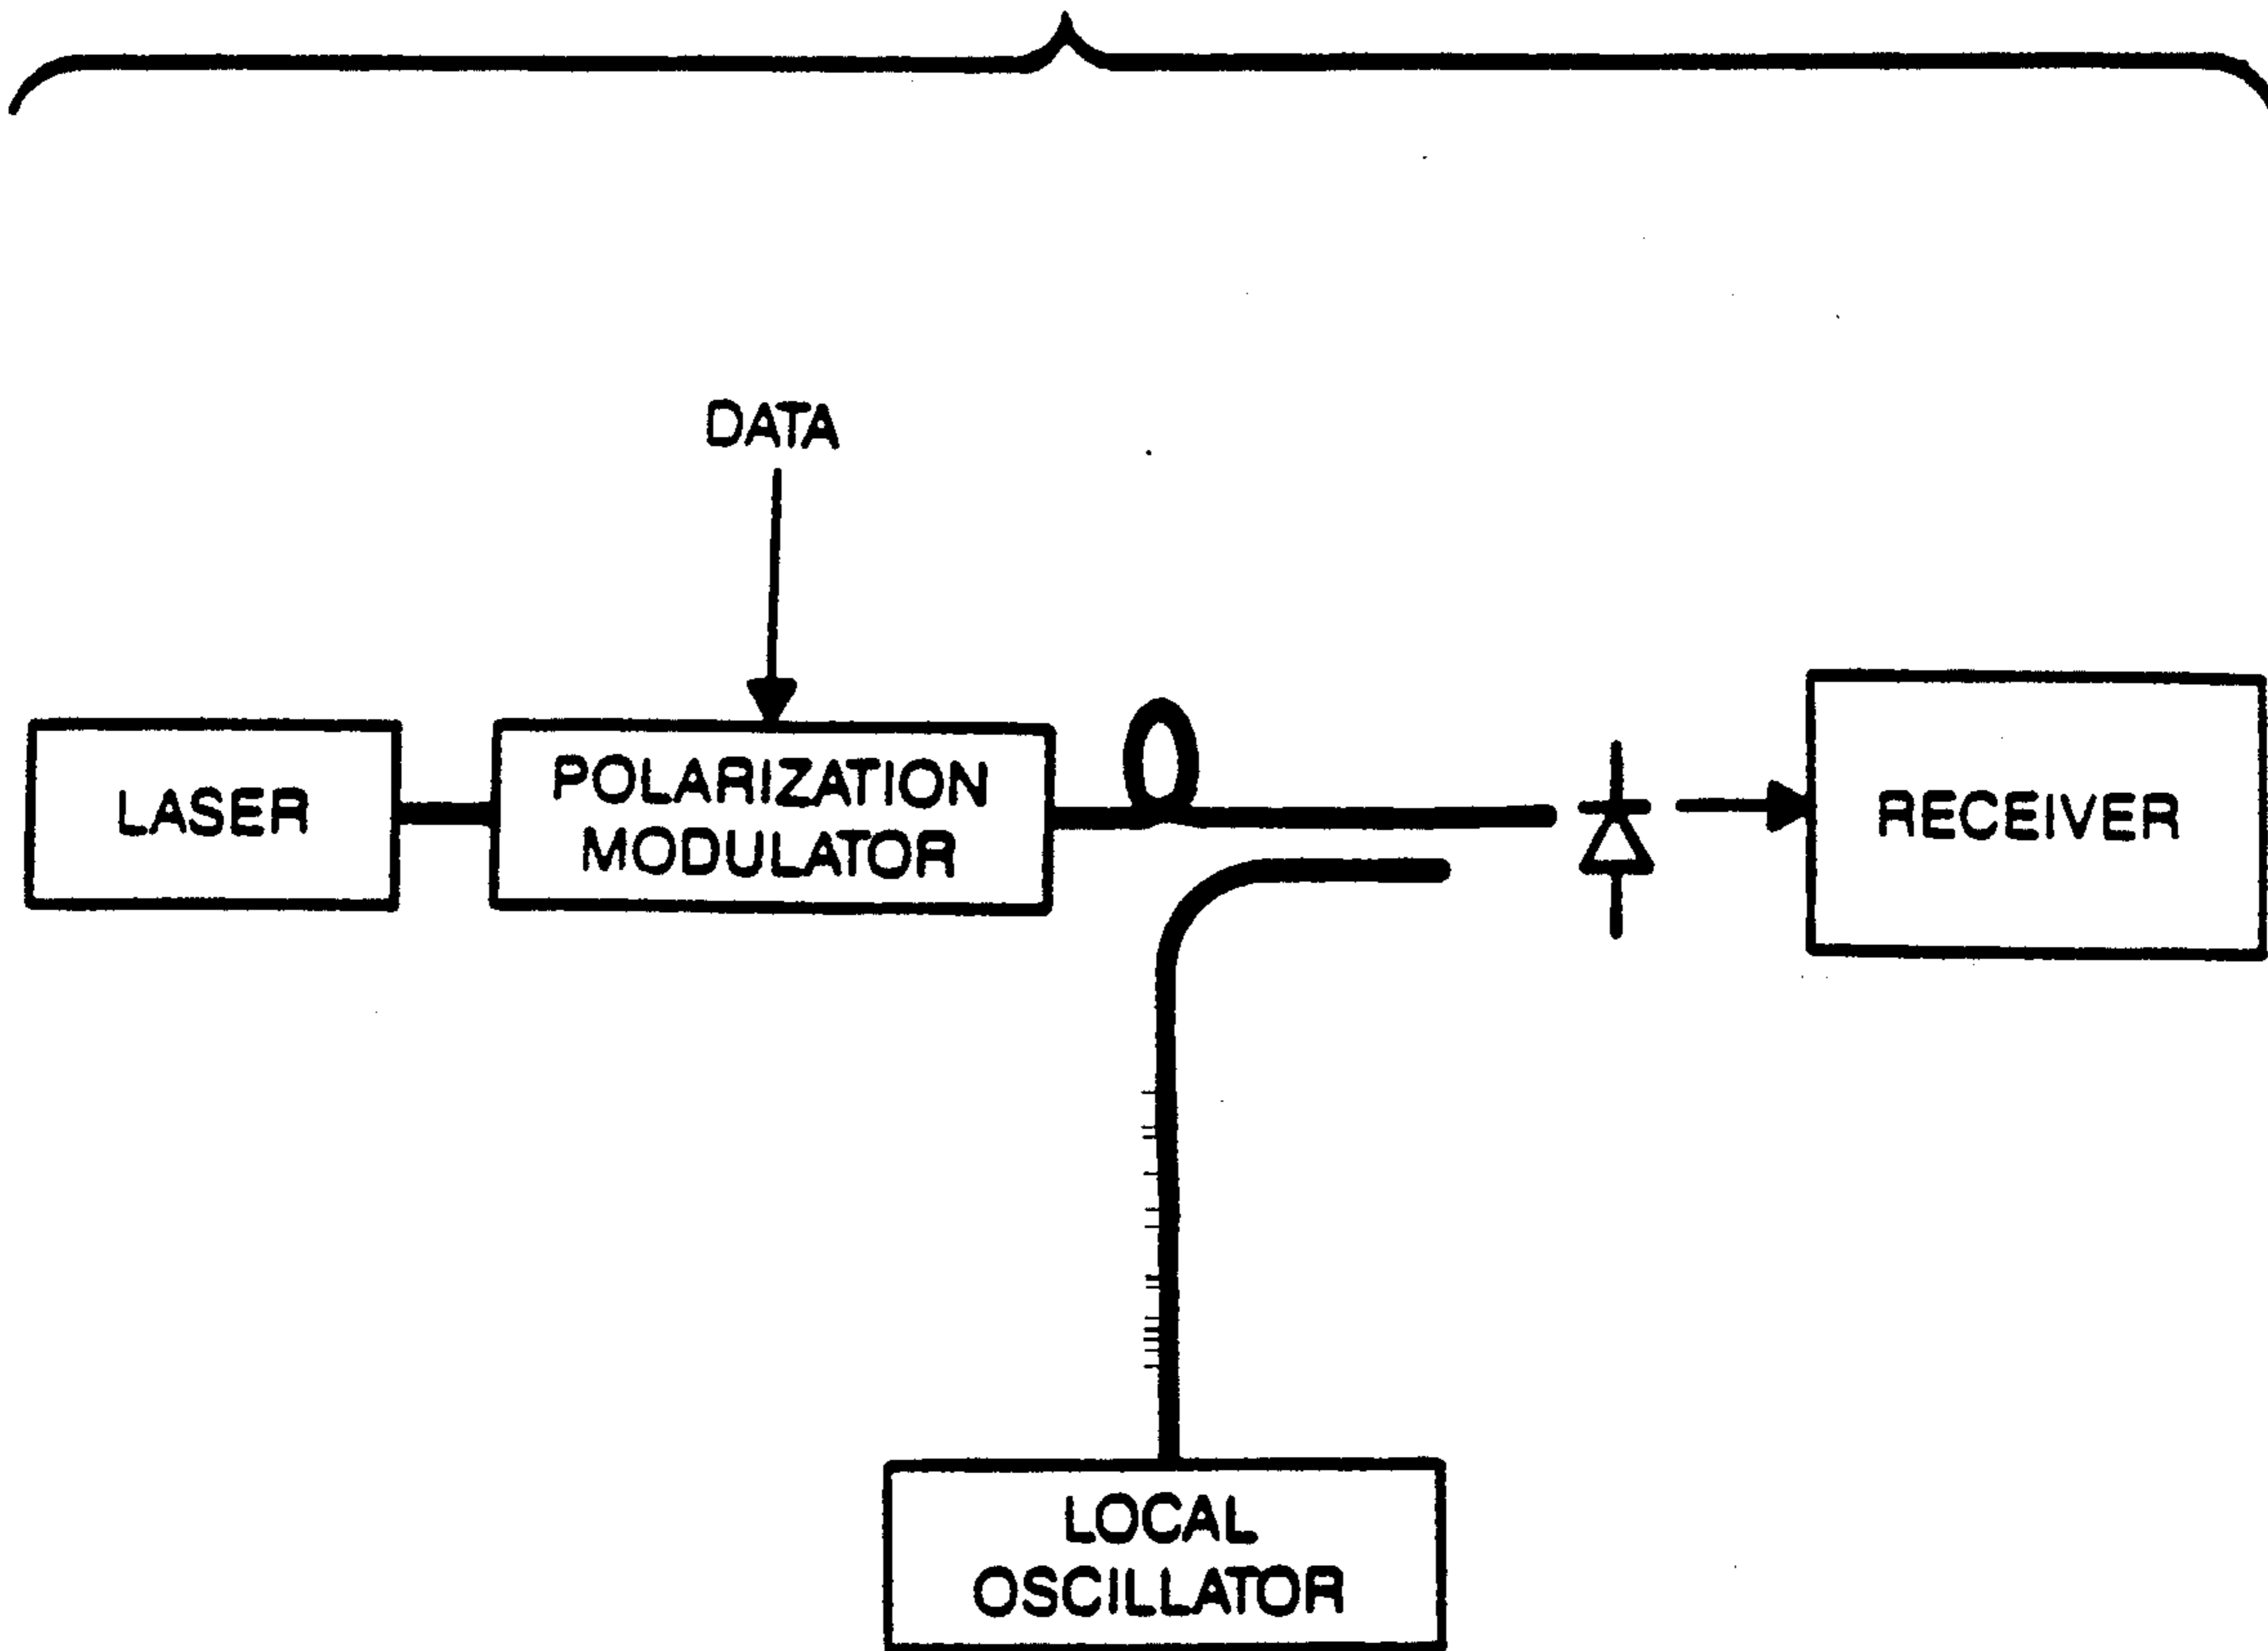 DATA
LASER
POLARIZATION
MODULATOR
RECEIVER
LOCAL
OSCILLATOR